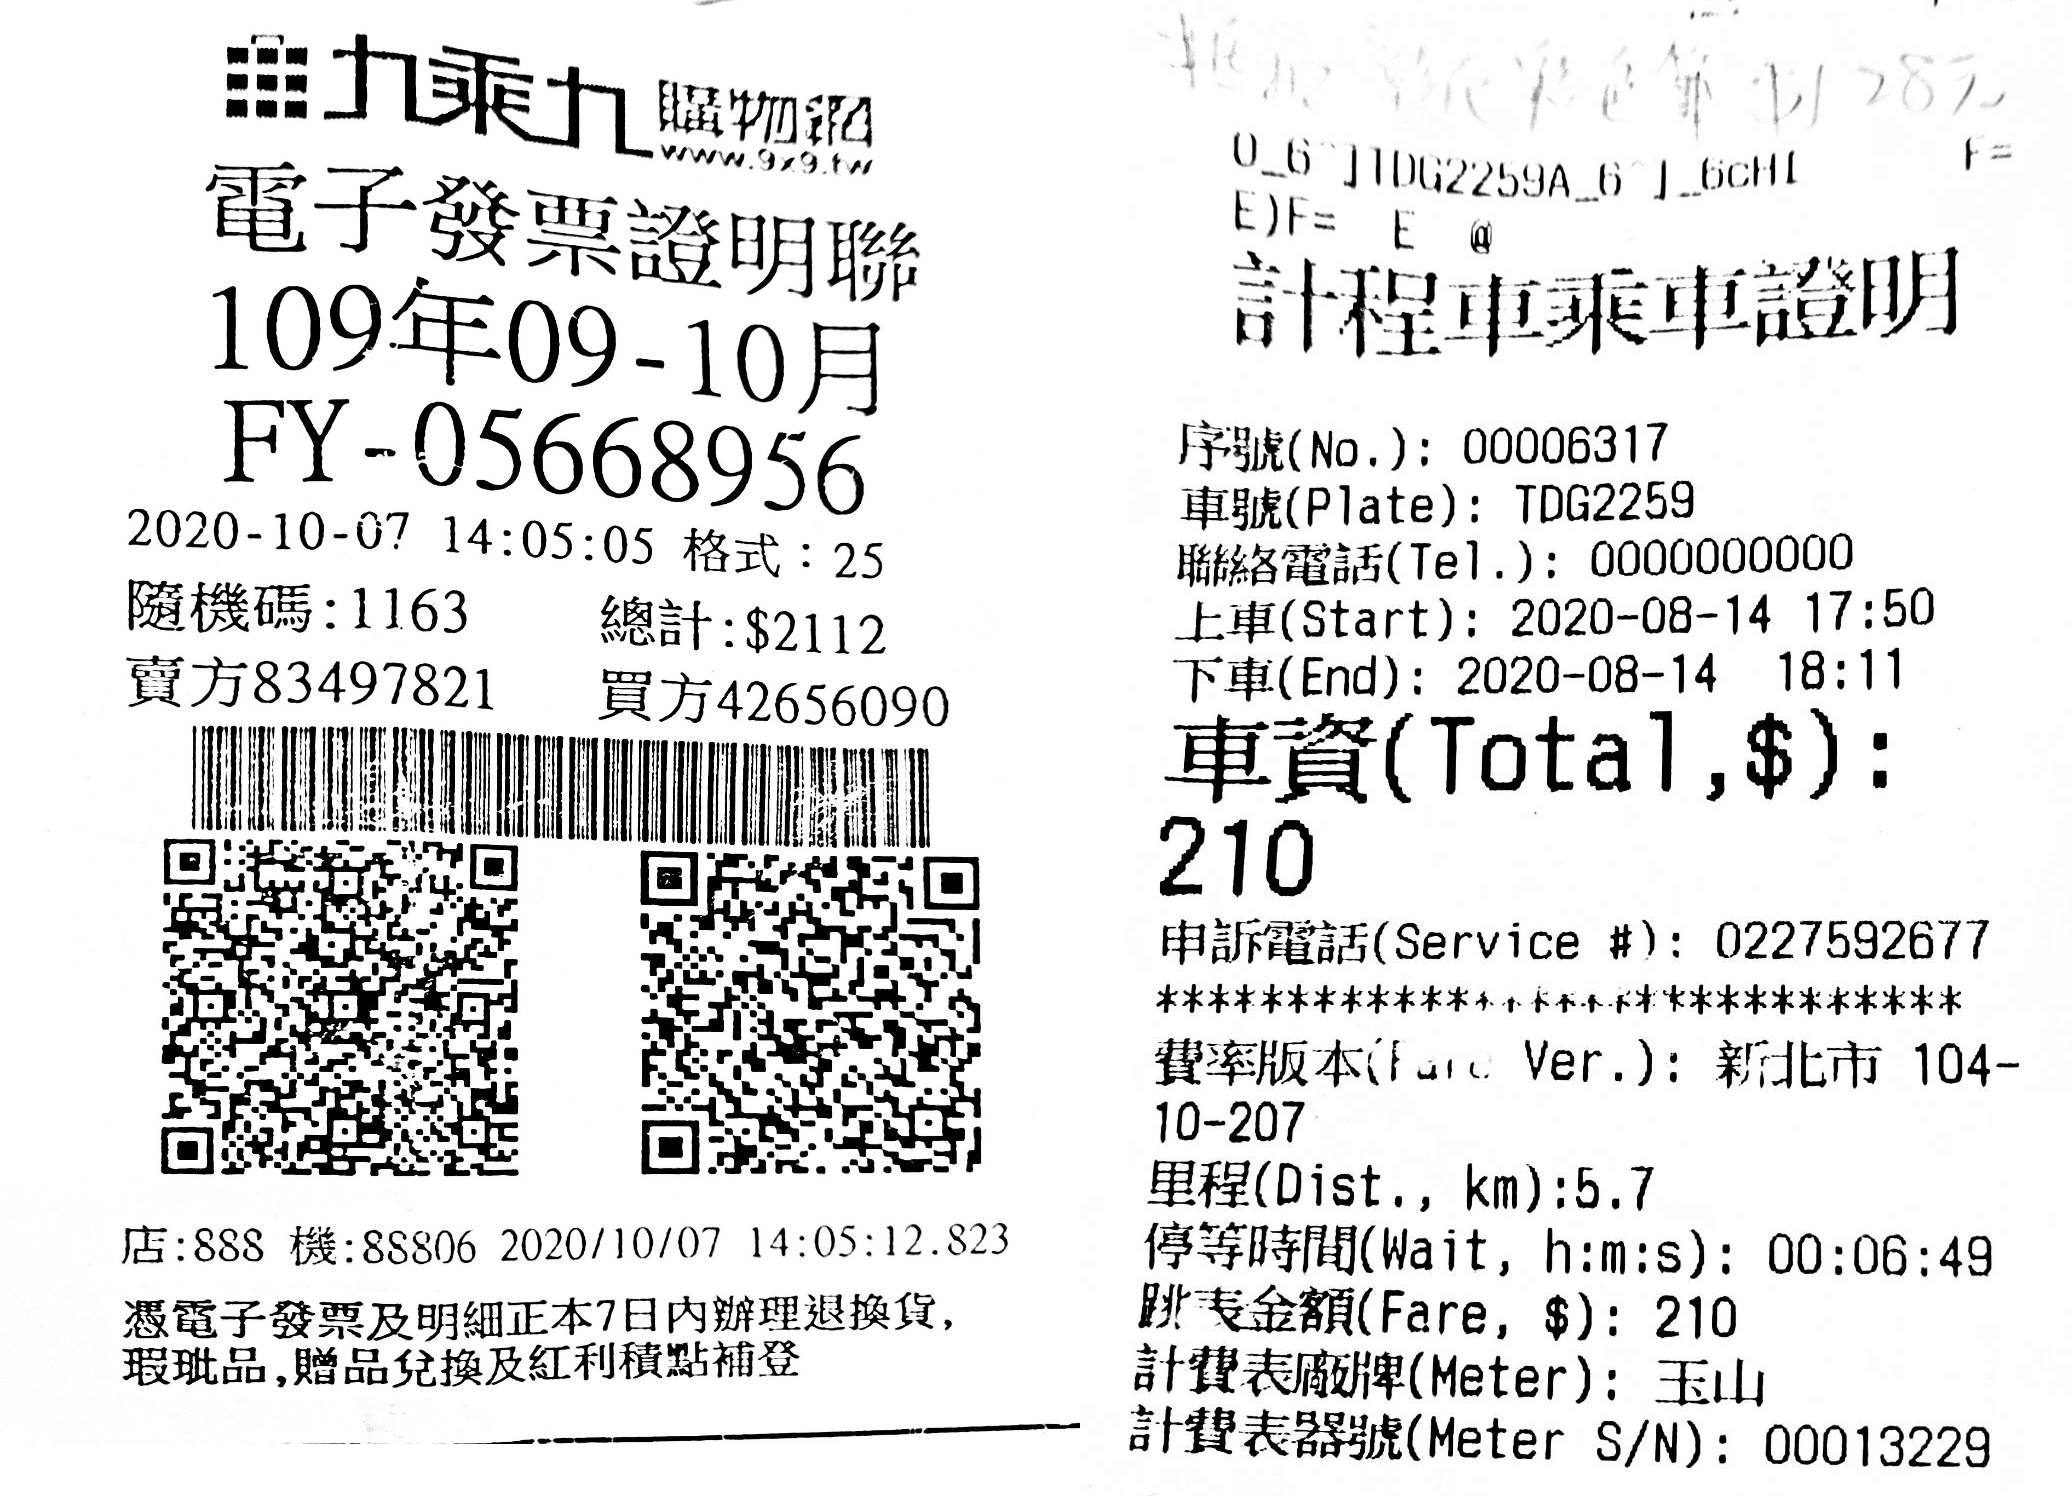 九乘九購物網
www.9x9.tw
電子發票證明聯
109年09-10月
FY-05668956
2020-10-07 14:05:05 格式：25
隨機碼:1163 總計:$2112
賣方83497821 買方42656090
店:888 機:88806 2020/10/07 14:05:12.823
憑電子發票及明細正本7日內辦理退換貨,
瑕玼品,贈品兌換及紅利積點補登
E)F= E @
計程車乘車證明
序號(No.): 00006317
車號(Plate): TDG2259
聯絡電話(Tel.): 0000000000
上車(Start): 2020-08-14 17:50
下車(End): 2020-08-14 18:11
車資(Total,$):
210
申訴電話(Service #): 0227592677
*******************************
費率版本(Fare Ver.): 新北市 104-
10-207
里程(Dist., km):5.7
停等時間(Wait, h:m:s): 00:06:49
跳表金額(Fare, $): 210
計費表廠牌(Meter): 玉山
計費表器號(Meter S/N): 00013229